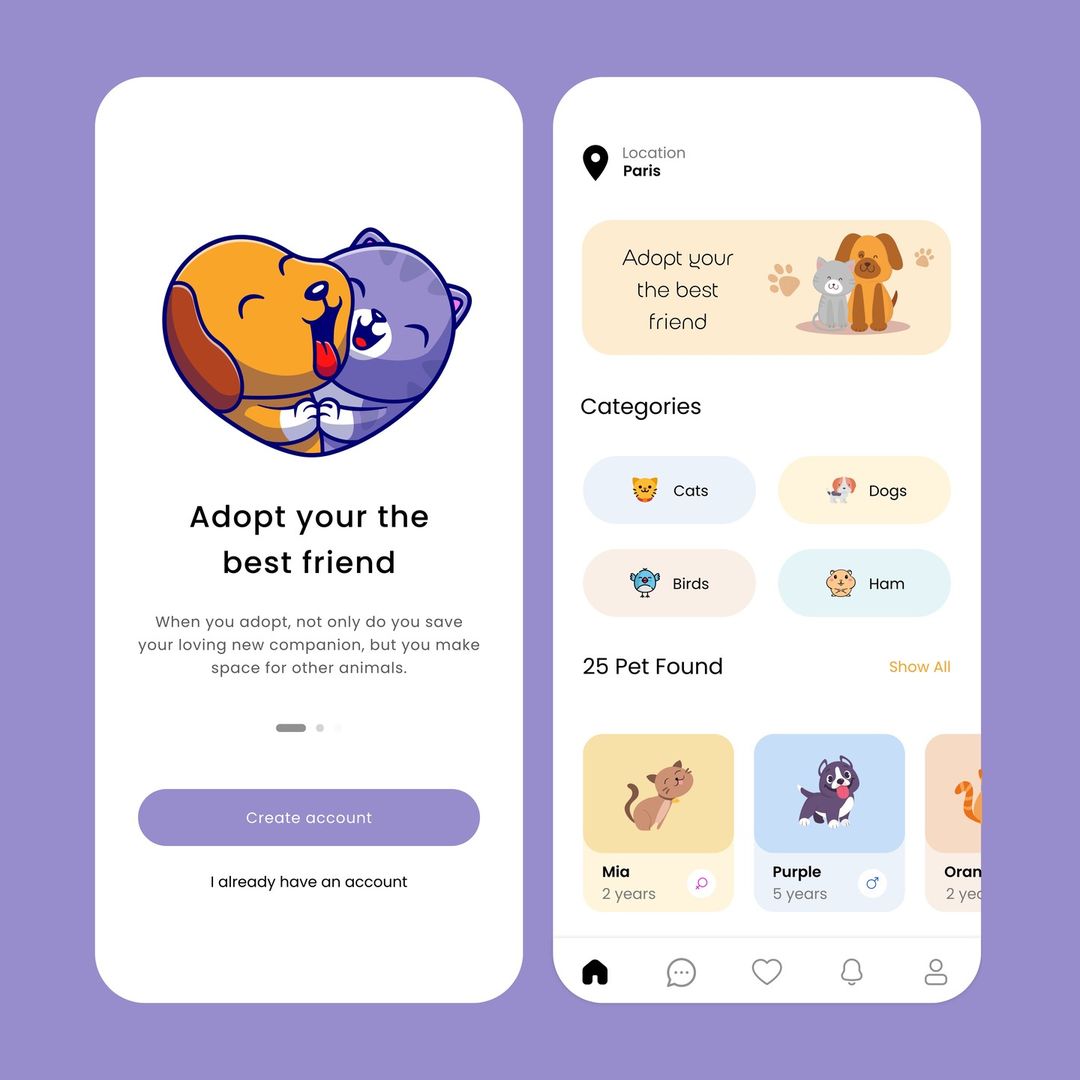 Adopt your the
best friend
When you adopt, not only do you save
your loving new companion, but you make
space for other animals.
Create account
I already have an account
Location
Paris
Adopt your
the best
friend
Categories
Cats
Dogs
Birds
Ham
25 Pet Found
Show All
Mia
2 years
Purple
5 years
Oran
2 yea